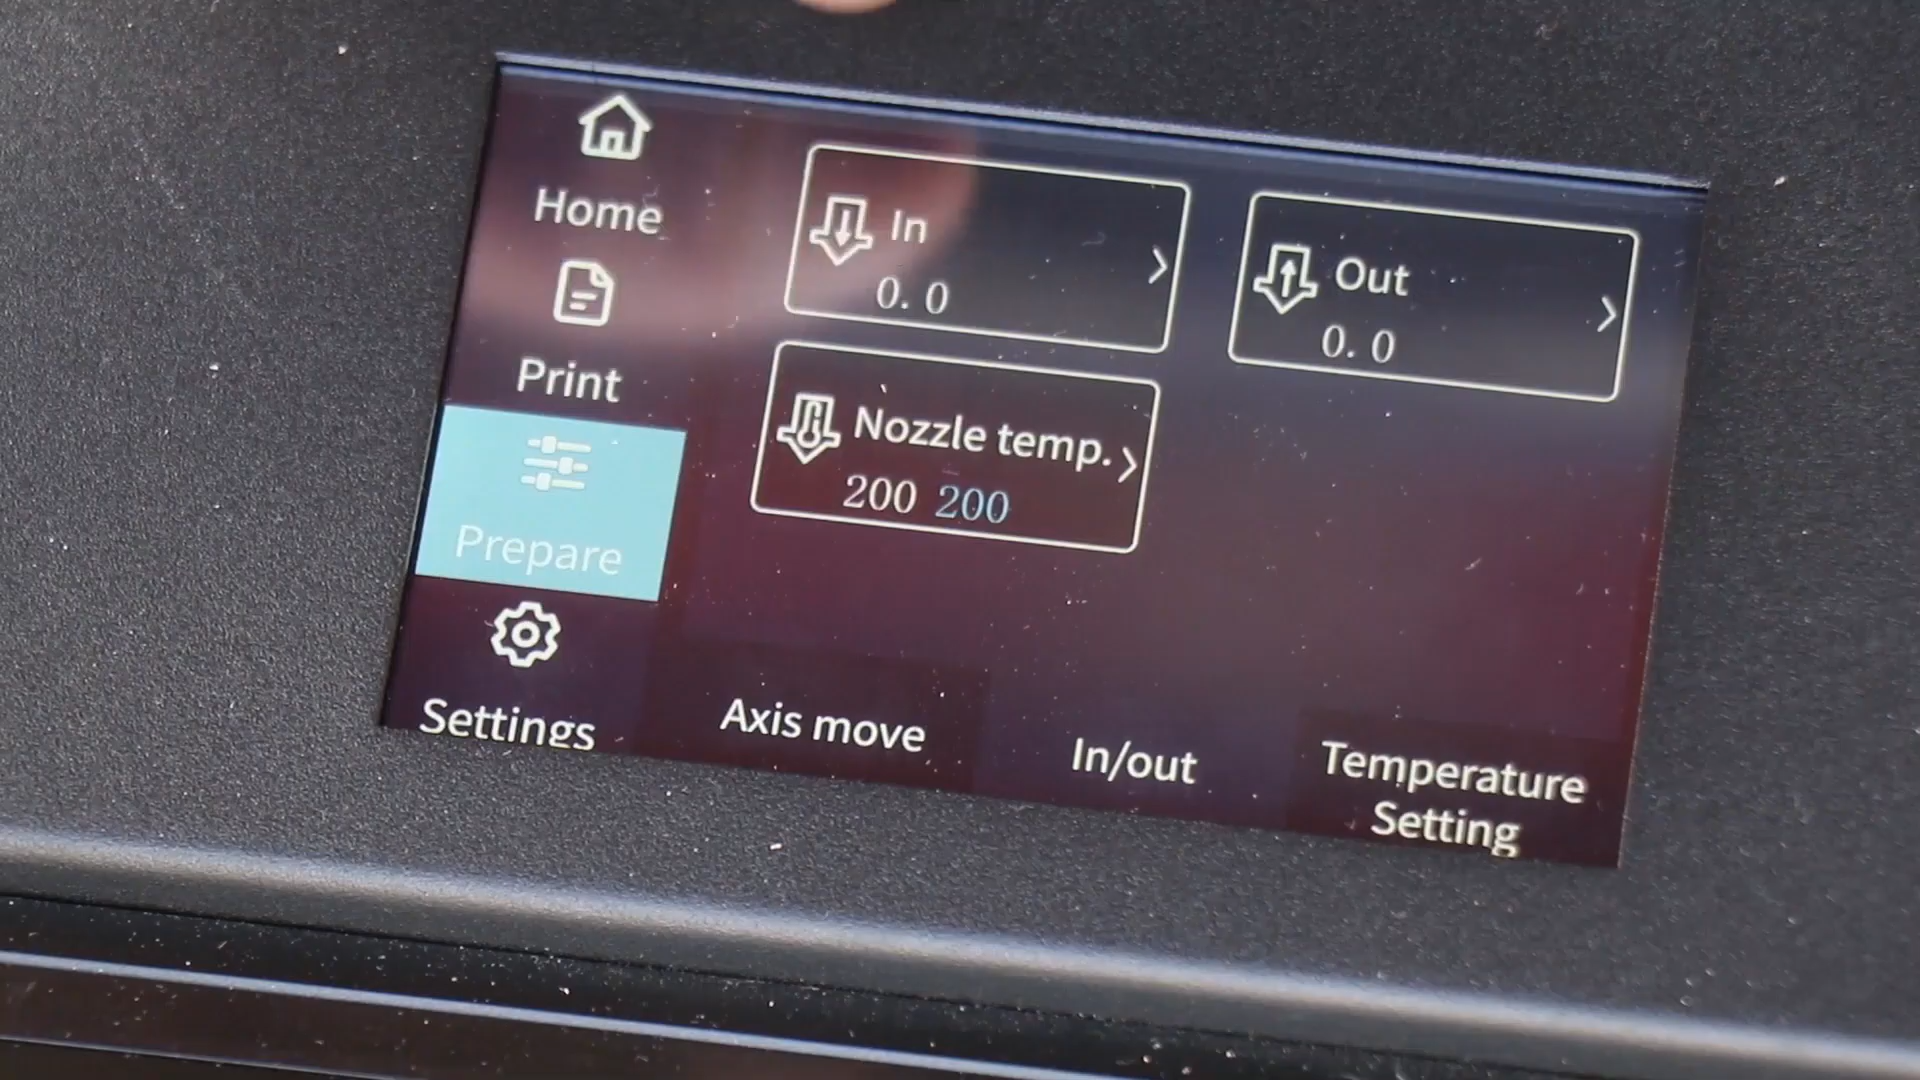 Home
Print
Prepare
Settings
In
0. 0
Out
0. 0
Nozzle temp.
200 200
Axis move
In/out
Temperature
Setting